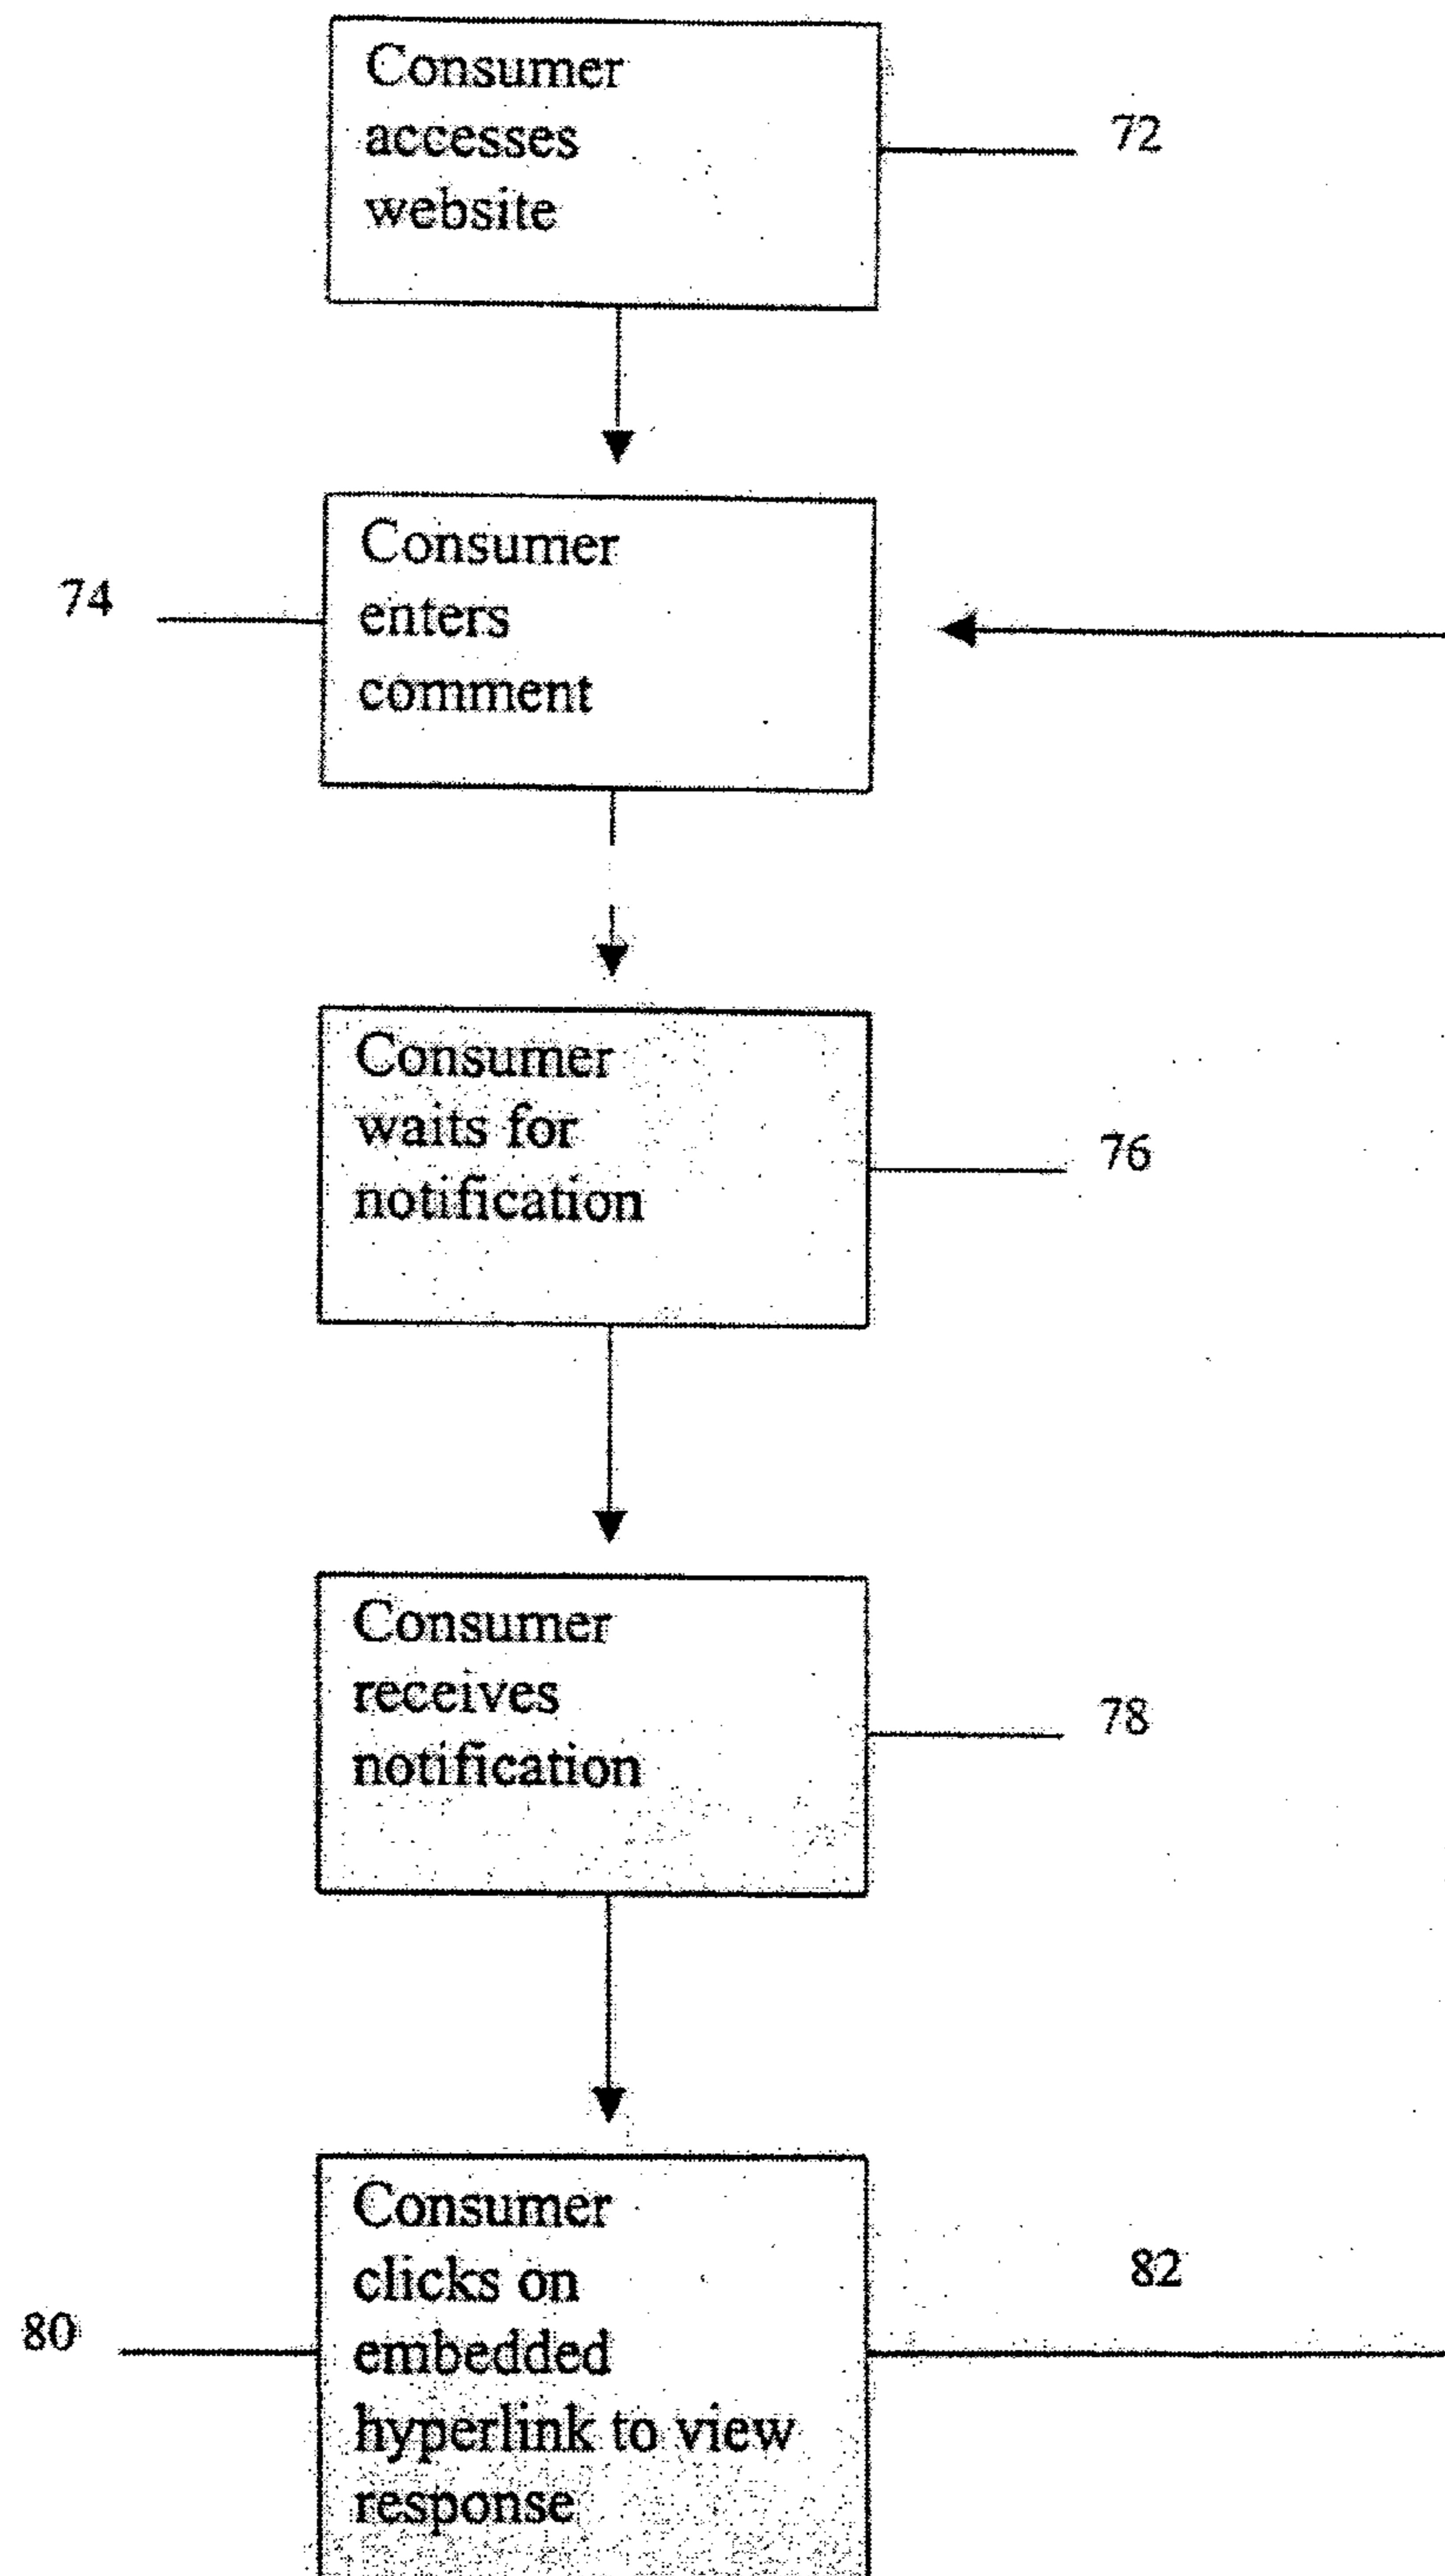 Consumer
accesses
website
72
Consumer
enters
comment
74
Consumer
waits for
notification
76
Consumer
receives
notification
78
Consumer
clicks on
embedded
hyperlink to view
response
80
82